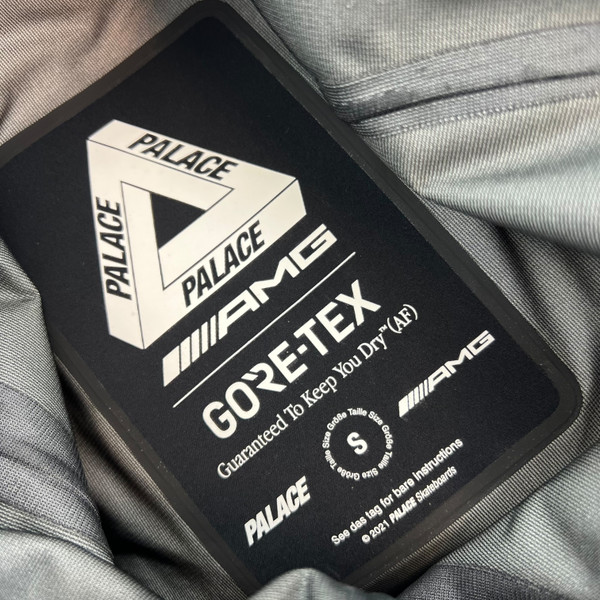 PALACE
PALACE
PALACE
AMG
GORE-TEX
Guaranteed To Keep You Dry™ (AF)
AMG
Size Größe Taille Size Größe Taille Size Größe Taille
S
PALACE
See das tag for bare instructions
© 2021 PALACE Skateboards